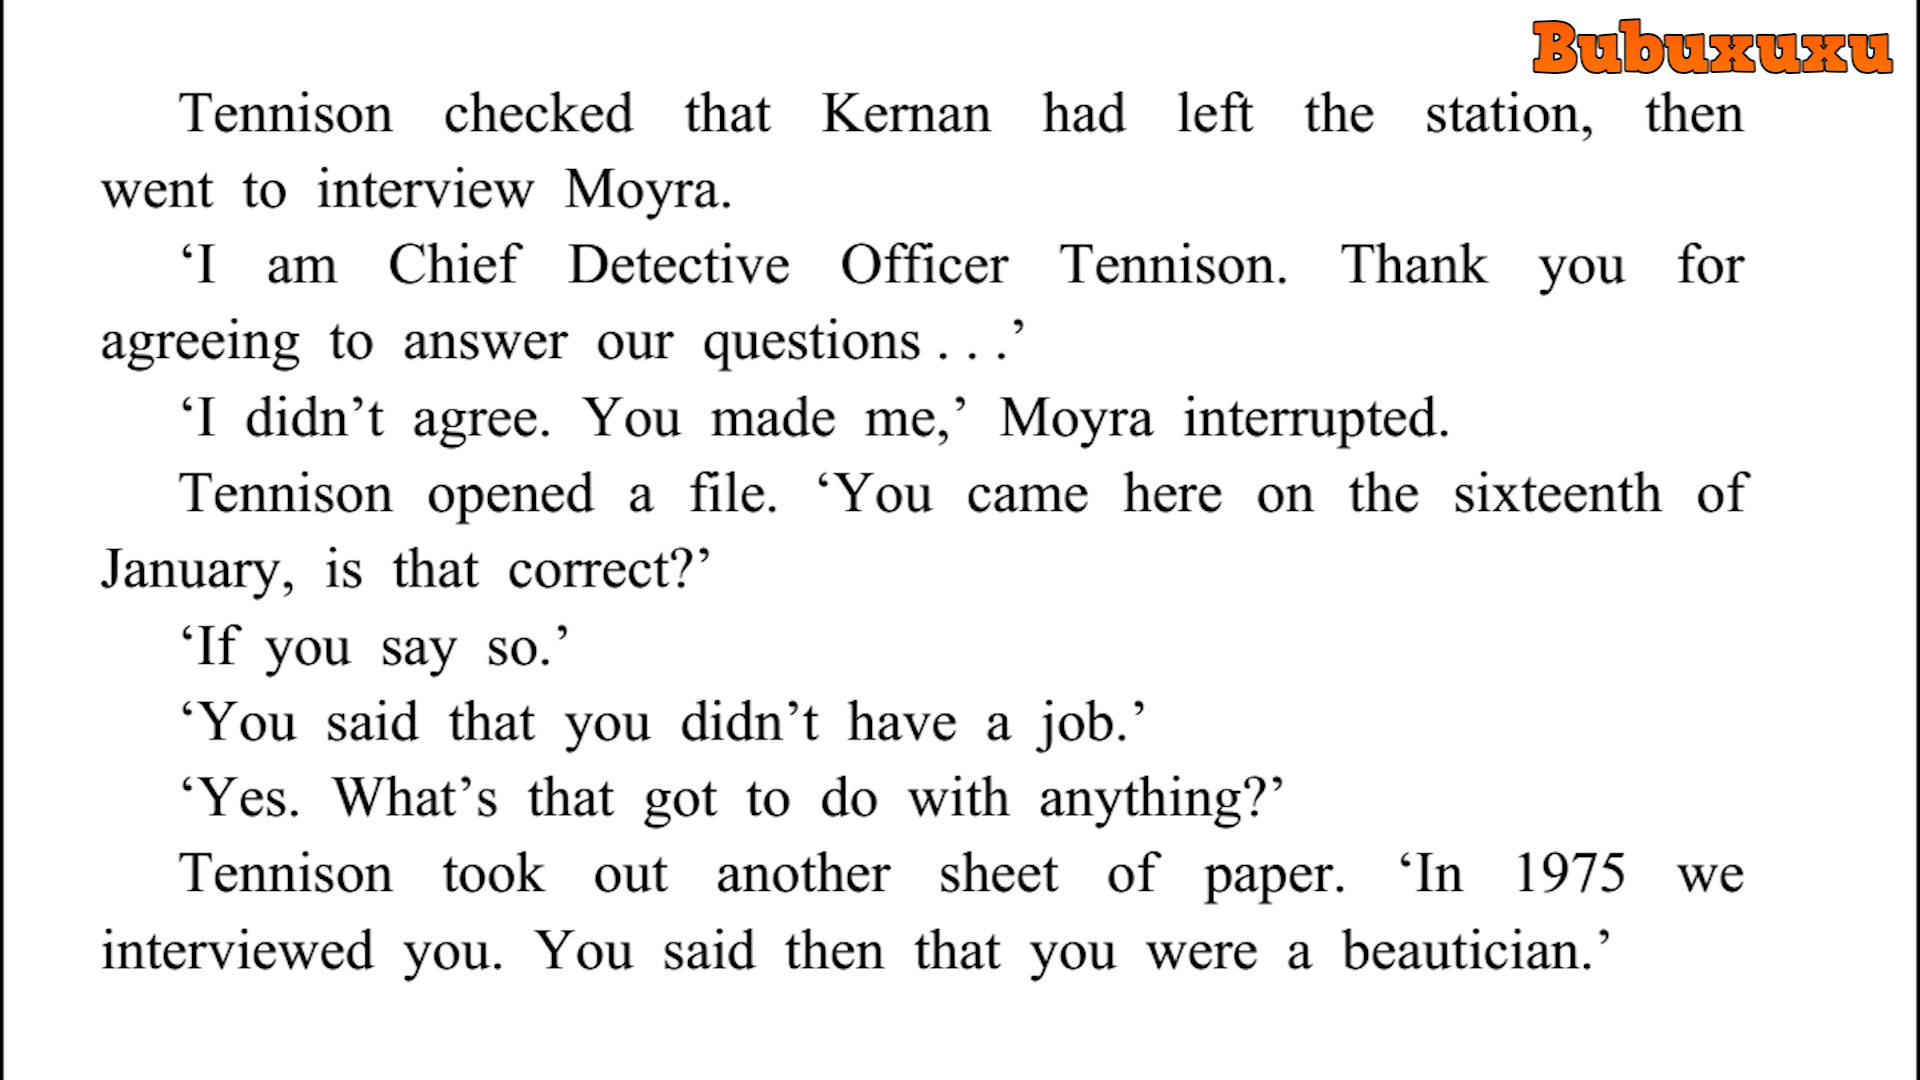 Bubuxuxu
Tennison checked that Kernan had left the station, then
went to interview Moyra.
‘I am Chief Detective Officer Tennison. Thank you for
agreeing to answer our questions . . .’
‘I didn’t agree. You made me,’ Moyra interrupted.
Tennison opened a file. ‘You came here on the sixteenth of
January, is that correct?’
‘If you say so.’
‘You said that you didn’t have a job.’
‘Yes. What’s that got to do with anything?’
Tennison took out another sheet of paper. ‘In 1975 we
interviewed you. You said then that you were a beautician.’